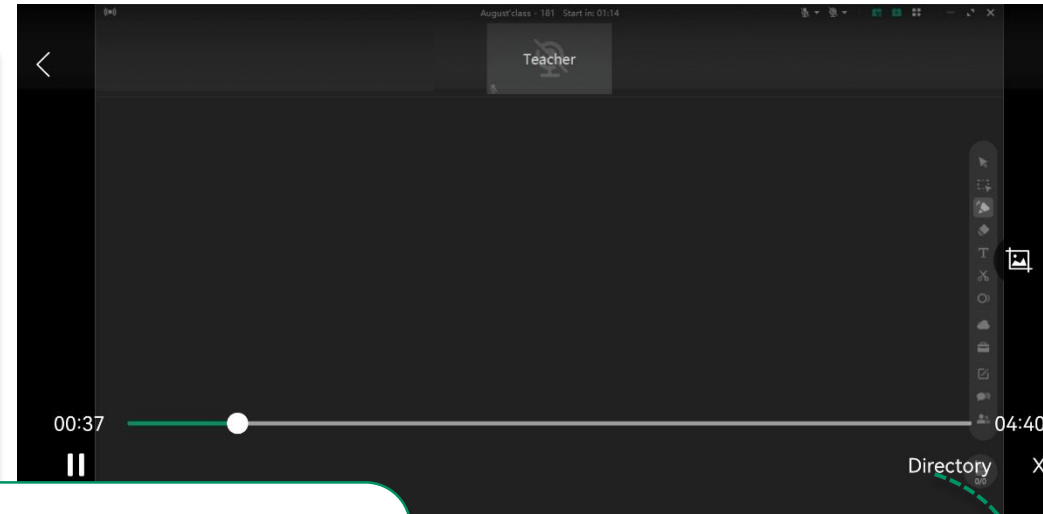 August'class - 181 Start in: 01:14
Teacher
T
00:37
04:40
Directory
X
0/0